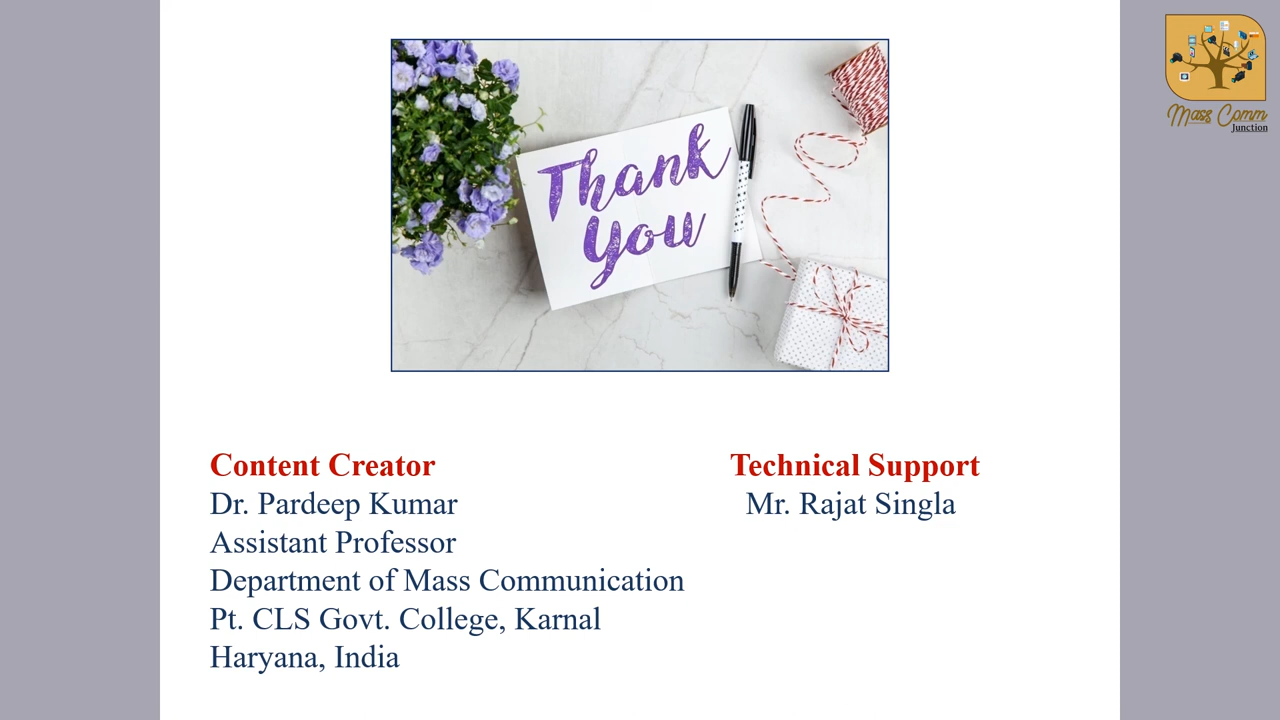 Thank
You
Mass Comm
Junction
Content Creator
Dr. Pardeep Kumar
Assistant Professor
Department of Mass Communication
Pt. CLS Govt. College, Karnal
Haryana, India
Technical Support
Mr. Rajat Singla